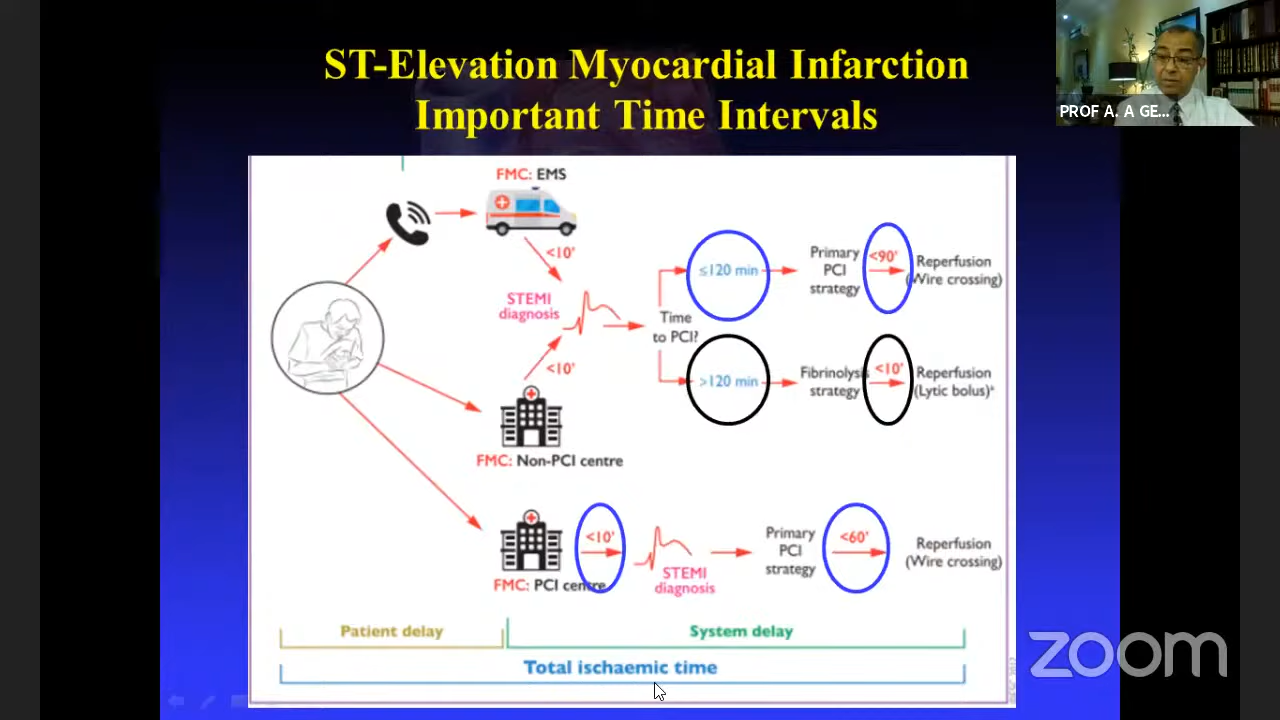 ST-Elevation Myocardial Infarction
Important Time Intervals
PROF A. A GE...
FMC: EMS
<10'
STEMI
diagnosis
<10'
Time
to PCI?
≤120 min
Primary
PCI
strategy
<90'
Reperfusion
(Wire crossing)
>120 min
Fibrinolysis
strategy
<10'
Reperfusion
(Lytic bolus)ᵃ
FMC: Non-PCI centre
FMC: PCI centre
<10'
STEMI
diagnosis
Primary
PCI
strategy
<60'
Reperfusion
(Wire crossing)
Patient delay
System delay
Total ischaemic time
zoom